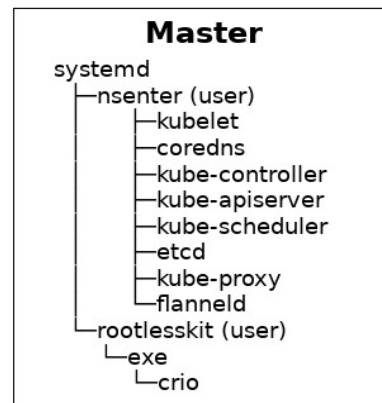 Master
systemd
nsenter (user)
kubelet
coredns
kube-controller
kube-apiserver
kube-scheduler
etcd
kube-proxy
flanneld
rootlesskit (user)
exe
crio